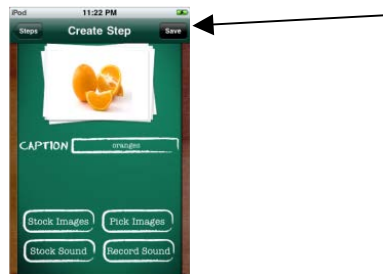 iPod 11:22 PM
Steps Create Step Save
CAPTION oranges
Stock Images Pick Images
Stock Sound Record Sound